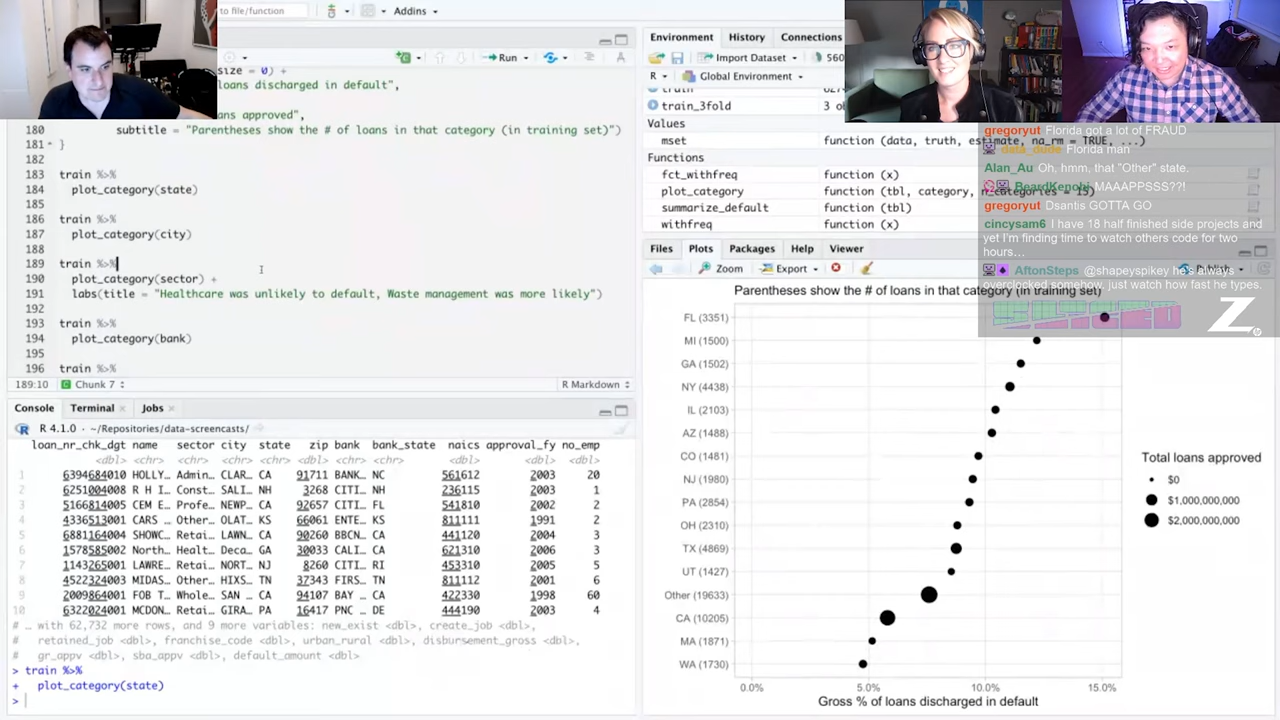 to file/function
Addins
Run
size = 0) +
loans discharged in default",
ans approved",
180 subtitle = "Parentheses show the # of loans in that category (in training set)")
181 }
182
183 train %>%
184 plot_category(state)
185
186 train %>%
187 plot_category(city)
188
189 train %>%
190 plot_category(sector) +
191 labs(title = "Healthcare was unlikely to default, Waste management was more likely")
192
193 train %>%
194 plot_category(bank)
195
196 train %>%
189:10 Chunk 7 R Markdown
Console Terminal Jobs
R 4.1.0 · ~/Repositories/data-screencasts/
loan_nr_chk_dgt name sector city state zip bank bank_state naics approval_fy no_emp
<dbl> <chr> <chr> <chr> <chr> <dbl> <chr> <chr> <dbl> <dbl> <dbl>
1 6394684010 HOLLY… Admin… CLAR… CA 91711 BANK… NC 561612 2003 20
2 6251004008 R H I… Const… SALI… NH 3268 CITI… NH 236115 2003 1
3 5166814005 CEM E… Profe… NEWP… CA 92657 CITI… FL 541810 2002 2
4 4336513001 CARS … Other… OLAT… KS 66061 ENTE… KS 811111 1991 2
5 6881164004 SHOWC… Retai… LAWN… CA 90260 BBCN… CA 441120 2004 3
6 1578585002 North… Healt… Deca… GA 30033 CALI… CA 621310 2006 3
7 1143265001 LAWRE… Retai… NORT… NJ 8260 CITI… RI 453310 2005 5
8 4522324003 MIDAS… Other… HIXS… TN 37343 FIRS… TN 811112 2001 6
9 2009864001 FOB T… Whole… SAN … CA 94107 BAY … CA 422330 1998 60
10 6322024001 MCDON… Retai… GIRA… PA 16417 PNC … DE 444190 2003 4
# … with 62,732 more rows, and 9 more variables: new_exist <dbl>, create_job <dbl>,
# retained_job <dbl>, franchise_code <dbl>, urban_rural <dbl>, disbursement_gross <dbl>,
# gr_appv <dbl>, sba_appv <dbl>, default_amount <dbl>
> train %>%
+ plot_category(state)
>
Environment History Connections
Import Dataset 560
R Global Environment
train
train_3fold 3 ob
Values
mset function (data, truth, estimate, na_rm = TRUE, ...)
Functions
fct_withfreq function (x)
plot_category function (tbl, category, n_categories = 15)
summarize_default function (tbl)
withfreq function (x)
gregoryut Florida got a lot of FRAUD
data_dude Florida man
Alan_Au Oh, hmm, that "Other" state.
BeardKenobi MAAAPPSSS??!
gregoryut Dsantis GOTTA GO
cincysam6 I have 18 half finished side projects and
yet I'm finding time to watch others code for two
hours…
AftonSteps @shapeyspikey he's always
overclocked somehow, just watch how fast he types.
SLICED
Z
Files Plots Packages Help Viewer
Zoom Export Publish
Parentheses show the # of loans in that category (in training set)
FL (3351)
MI (1500)
GA (1502)
NY (4438)
IL (2103)
AZ (1488)
CO (1481)
NJ (1980)
PA (2854)
OH (2310)
TX (4869)
UT (1427)
Other (19633)
CA (10205)
MA (1871)
WA (1730)
0.0% 5.0% 10.0% 15.0%
Gross % of loans discharged in default
Total loans approved
$0
$1,000,000,000
$2,000,000,000